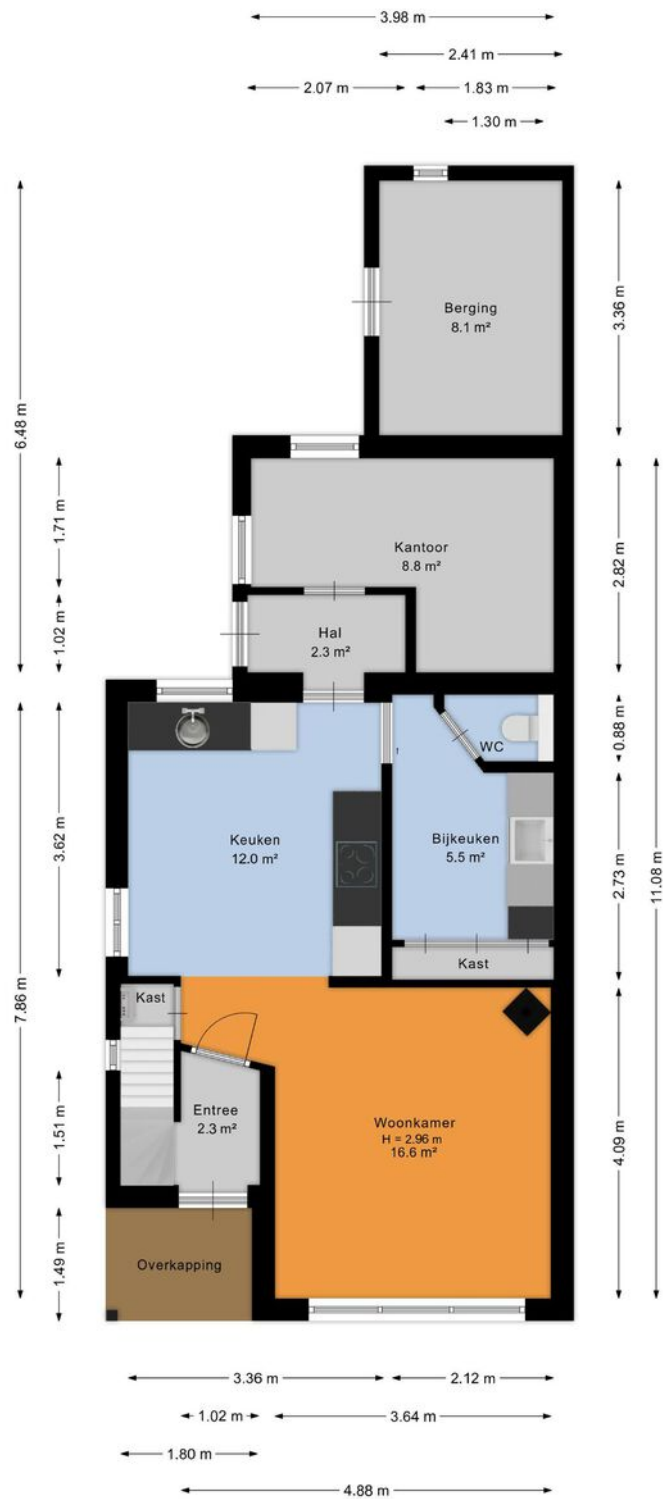 3.98 m
2.41 m
2.07 m
1.83 m
1.30 m
6.48 m
3.36 m
Berging
8.1 m²
1.71 m
Kantoor
8.8 m²
2.82 m
11.08 m
1.02 m
Hal
2.3 m²
0.88 m
WC
3.62 m
Keuken
12.0 m²
Bijkeuken
5.5 m²
2.73 m
Kast
7.86 m
Kast
1.51 m
Entree
2.3 m²
Woonkamer
H = 2.96 m
16.6 m²
4.09 m
1.49 m
Overkapping
3.36 m
2.12 m
1.02 m
3.64 m
1.80 m
4.88 m